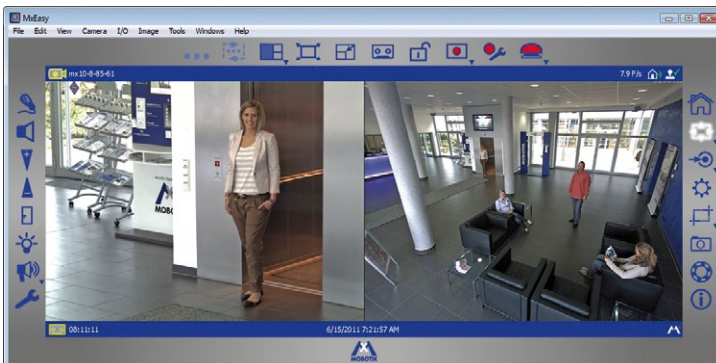 MxEasy
File Edit View Camera I/O Image Tools Windows Help
mx10-8-85-61
7.9 F/s
MOBOTIX
08:11:11
6/15/2011 7:21:57 AM
MOBOTIX